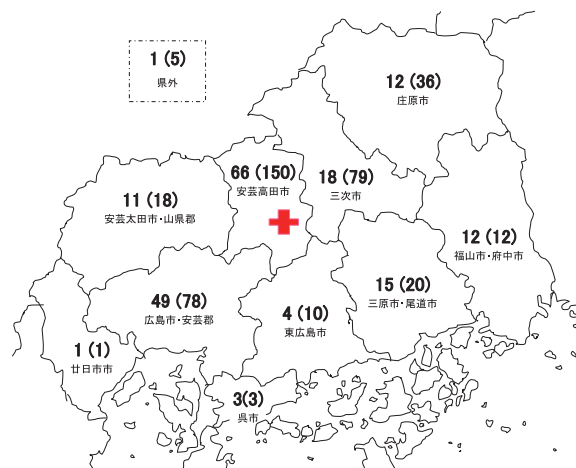 1 (5)
県外
12 (36)
庄原市
66 (150)
安芸高田市
18 (79)
三次市
11 (18)
安芸太田市・山県郡
12 (12)
福山市・府中市
15 (20)
三原市・尾道市
49 (78)
広島市・安芸郡
4 (10)
東広島市
1 (1)
廿日市市
3(3)
呉市